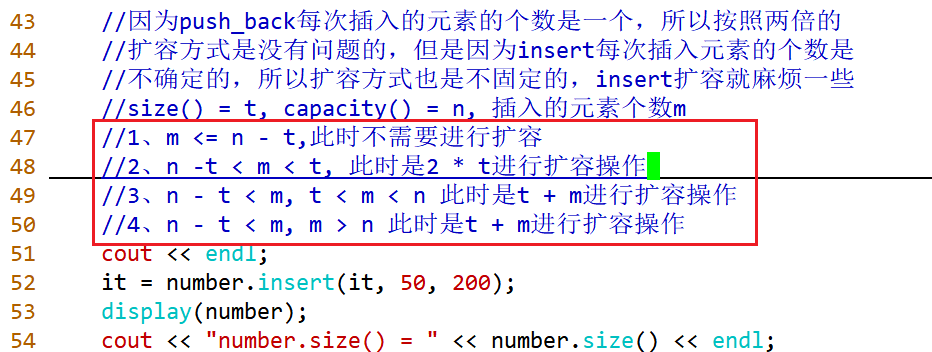 43 //因为push_back每次插入的元素的个数是一个，所以按照两倍的
44 //扩容方式是没有问题的，但是因为insert每次插入元素的个数是
45 //不确定的，所以扩容方式也是不固定的，insert扩容就麻烦一些
46 //size() = t, capacity() = n, 插入的元素个数m
47 //1、m <= n - t,此时不需要进行扩容
48 //2、n -t < m < t, 此时是2 * t进行扩容操作
49 //3、n - t < m, t < m < n 此时是t + m进行扩容操作
50 //4、n - t < m, m > n 此时是t + m进行扩容操作
51 cout << endl;
52 it = number.insert(it, 50, 200);
53 display(number);
54 cout << "number.size() = " << number.size() << endl;